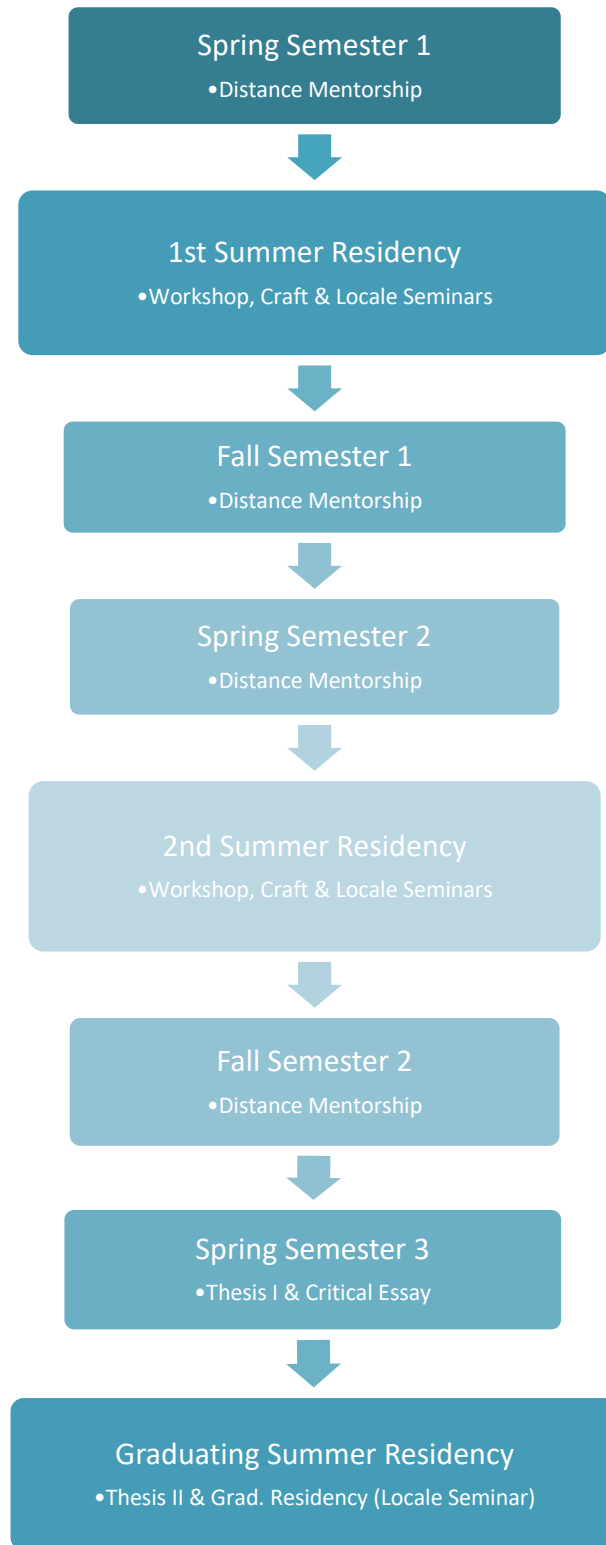 Spring Semester 1
•Distance Mentorship
1st Summer Residency
•Workshop, Craft & Locale Seminars
Fall Semester 1
•Distance Mentorship
Spring Semester 2
•Distance Mentorship
2nd Summer Residency
•Workshop, Craft & Locale Seminars
Fall Semester 2
•Distance Mentorship
Spring Semester 3
•Thesis I & Critical Essay
Graduating Summer Residency
•Thesis II & Grad. Residency (Locale Seminar)